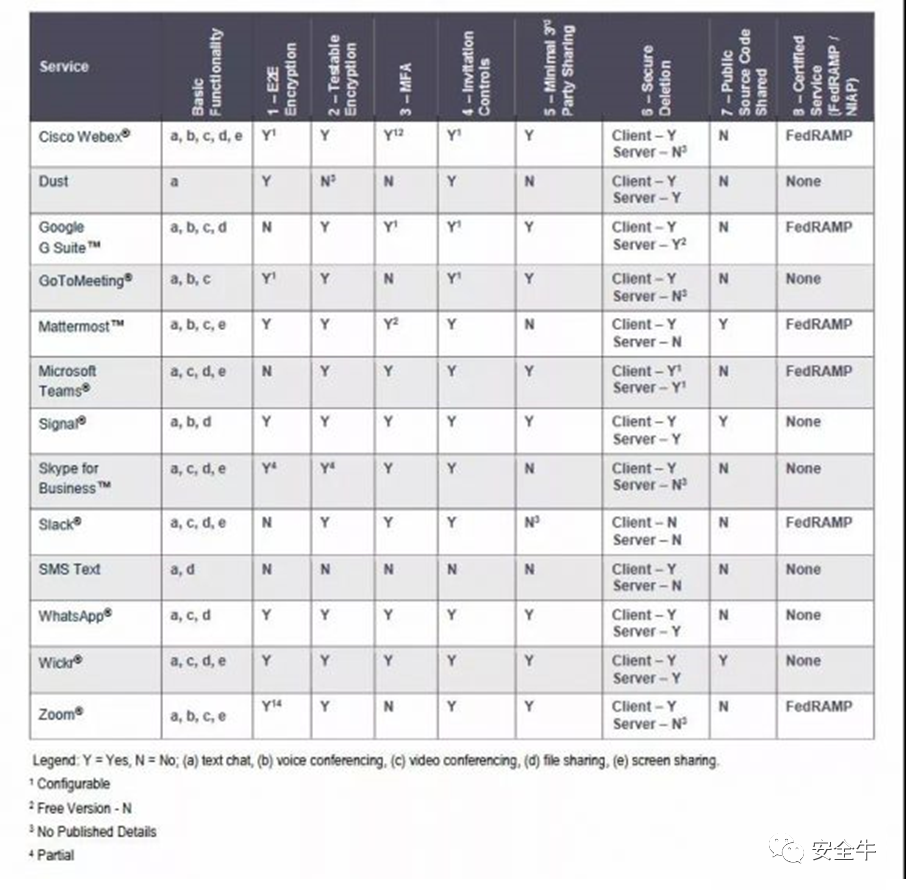 Service | Basic Functionality | 1 – E2E Encryption | 2 – Testable Encryption | 3 – MFA | 4 – Invitation Controls | 5 – Minimal 3rd Party Sharing | 6 – Secure Deletion | 7 – Public Source Code Shared | 8 – Certified Service (FedRAMP / NIAP)
Cisco Webex® | a, b, c, d, e | Y¹ | Y | Y¹² | Y¹ | Y | Client – Y Server – N³ | N | FedRAMP
Dust | a | Y | N³ | N | Y | N | Client – Y Server – Y | N | None
Google G Suite™ | a, b, c, d | N | Y | Y¹ | Y¹ | Y | Client – Y Server – Y² | N | FedRAMP
GoToMeeting® | a, b, c | Y¹ | Y | N | Y¹ | Y | Client – Y Server – N³ | N | None
Mattermost™ | a, b, c, e | Y | Y | Y² | Y | N | Client – Y Server – N | Y | FedRAMP
Microsoft Teams® | a, c, d, e | N | Y | Y | Y | Y | Client – Y¹ Server – Y¹ | N | FedRAMP
Signal® | a, b, d | Y | Y | Y | Y | Y | Client – Y Server – Y | Y | None
Skype for Business™ | a, c, d, e | Y⁴ | Y⁴ | Y | Y | N | Client – Y Server – N³ | N | None
Slack® | a, c, d, e | N | Y | Y | Y | N³ | Client – N Server – N | N | FedRAMP
SMS Text | a, d | N | N | N | N | N | Client – Y Server – N | N | None
WhatsApp® | a, c, d | Y | Y | Y | Y | Y | Client – Y Server – Y | N | None
Wickr® | a, c, d, e | Y | Y | Y | Y | Y | Client – Y Server – Y | Y | None
Zoom® | a, b, c, e | Y¹⁴ | Y | N | Y | Y | Client – Y Server – N³ | N | FedRAMP
Legend: Y = Yes, N = No; (a) text chat, (b) voice conferencing, (c) video conferencing, (d) file sharing, (e) screen sharing.
¹ Configurable
² Free Version - N
³ No Published Details
⁴ Partial
安全牛